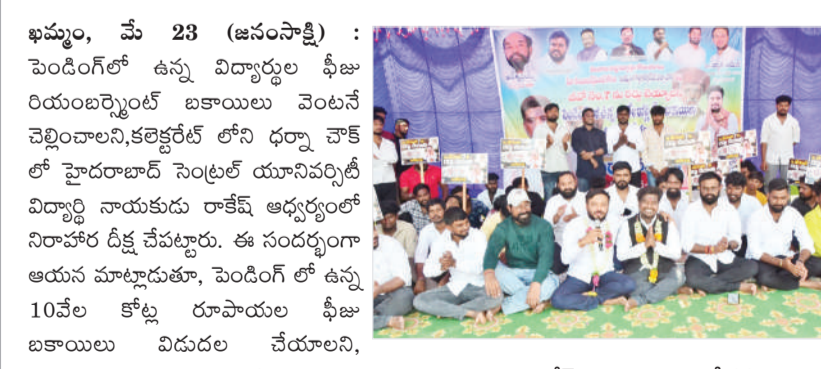 ఖమ్మం, మే 23 (జనంసాక్షి) :
పెండింగ్‌లో ఉన్న విద్యార్థుల ఫీజు
రియంబర్స్మెంట్ బకాయిలు వెంటనే
చెల్లించాలని,కలెక్టరేట్ లోని ధర్నా చౌక్
లో హైదరాబాద్ సెంట్రల్ యూనివర్సిటీ
విద్యార్థి నాయకుడు రాకేష్ ఆధ్వర్యంలో
నిరాహార దీక్ష చేపట్టారు. ఈ సందర్భంగా
ఆయన మాట్లాడుతూ, పెండింగ్ లో ఉన్న
10వేల కోట్ల రూపాయల ఫీజు
బకాయిలు విడుదల చేయాలని,